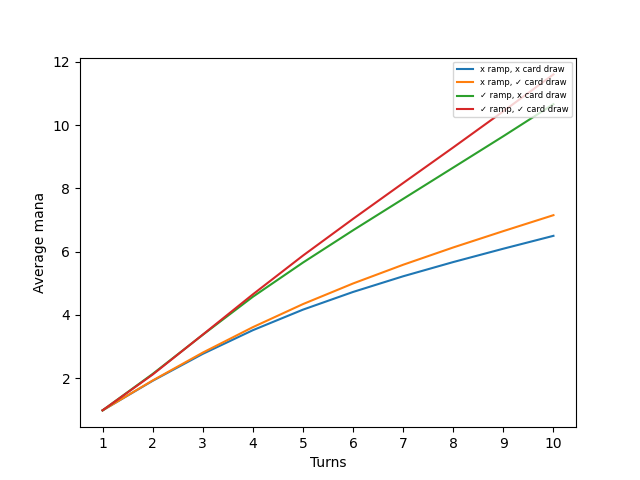 12
10
8
6
4
2
Average mana
x ramp, x card draw
x ramp, ✓ card draw
✓ ramp, x card draw
✓ ramp, ✓ card draw
1 2 3 4 5 6 7 8 9 10
Turns